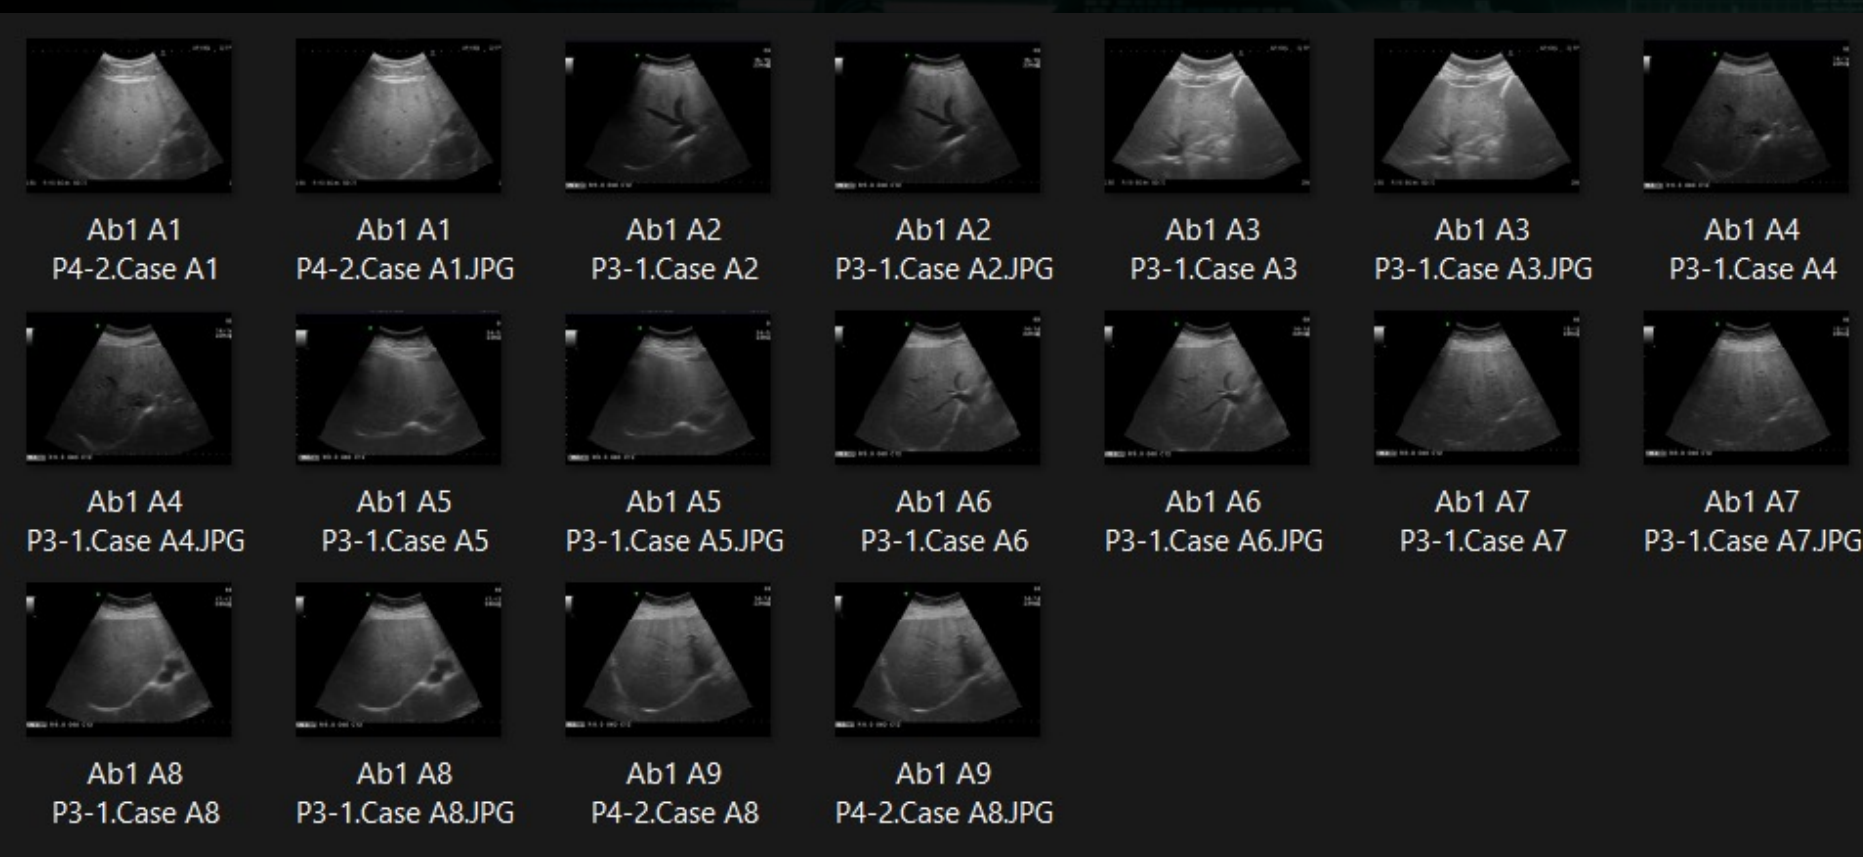 Ab1 A1
P4-2.Case A1
Ab1 A1
P4-2.Case A1.JPG
Ab1 A2
P3-1.Case A2
Ab1 A2
P3-1.Case A2.JPG
Ab1 A3
P3-1.Case A3
Ab1 A3
P3-1.Case A3.JPG
Ab1 A4
P3-1.Case A4
Ab1 A4
P3-1.Case A4.JPG
Ab1 A5
P3-1.Case A5
Ab1 A5
P3-1.Case A5.JPG
Ab1 A6
P3-1.Case A6
Ab1 A6
P3-1.Case A6.JPG
Ab1 A7
P3-1.Case A7
Ab1 A7
P3-1.Case A7.JPG
Ab1 A8
P3-1.Case A8
Ab1 A8
P3-1.Case A8.JPG
Ab1 A9
P4-2.Case A8
Ab1 A9
P4-2.Case A8.JPG